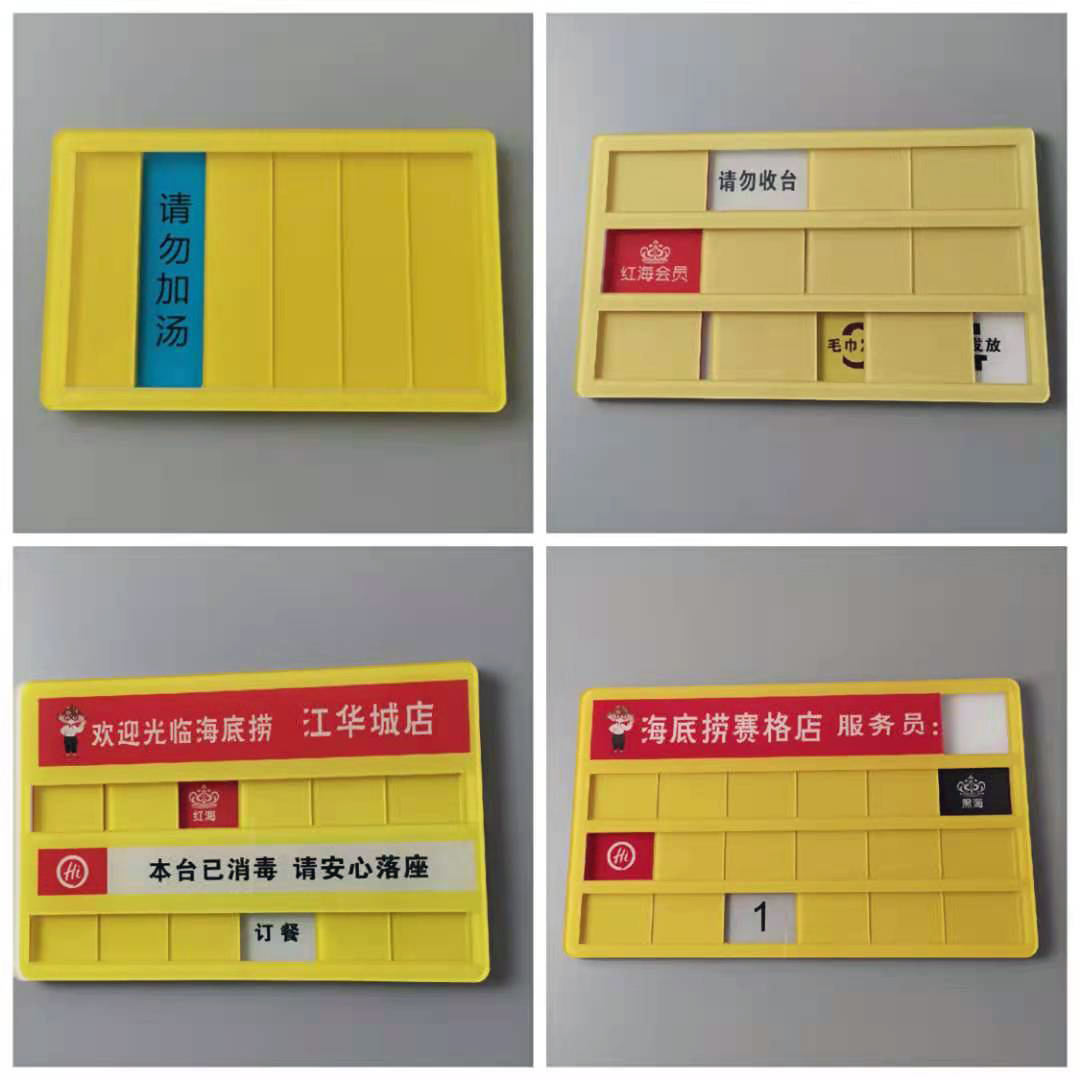 请勿加汤
请勿收台
红海会员
毛巾
发放
欢迎光临海底捞 江华城店
红海
Hi
本台已消毒 请安心落座
订餐
海底捞赛格店 服务员:
黑海
Hi
1